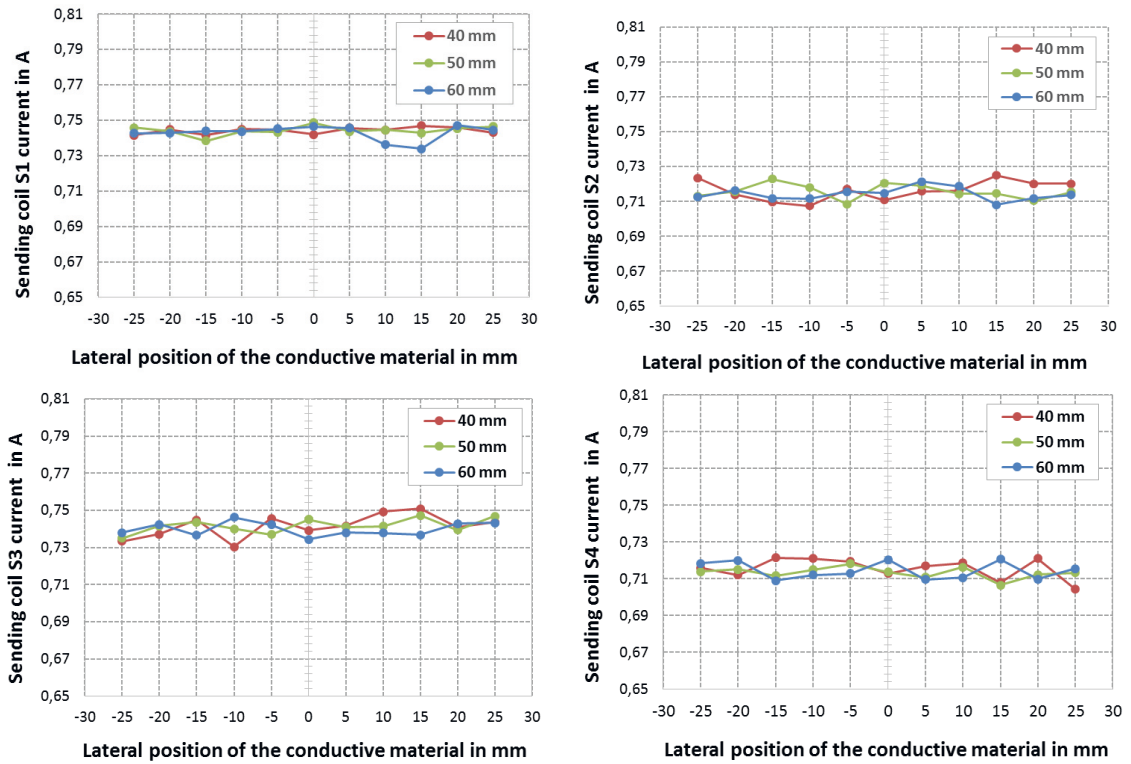 Sending coil S1 current in A
0,81
0,79
0,77
0,75
0,73
0,71
0,69
0,67
0,65
40 mm
50 mm
60 mm
-30 -25 -20 -15 -10 -5 0 5 10 15 20 25 30
Lateral position of the conductive material in mm
Sending coil S2 current in A
0,81
0,79
0,77
0,75
0,73
0,71
0,69
0,67
0,65
40 mm
50 mm
60 mm
-30 -25 -20 -15 -10 -5 0 5 10 15 20 25 30
Lateral position of the conductive material in mm
Sending coil S3 current in A
0,81
0,79
0,77
0,75
0,73
0,71
0,69
0,67
0,65
40 mm
50 mm
60 mm
-30 -25 -20 -15 -10 -5 0 5 10 15 20 25 30
Lateral position of the conductive material in mm
Sending coil S4 current in A
0,81
0,79
0,77
0,75
0,73
0,71
0,69
0,67
0,65
40 mm
50 mm
60 mm
-30 -25 -20 -15 -10 -5 0 5 10 15 20 25 30
Lateral position of the conductive material in mm